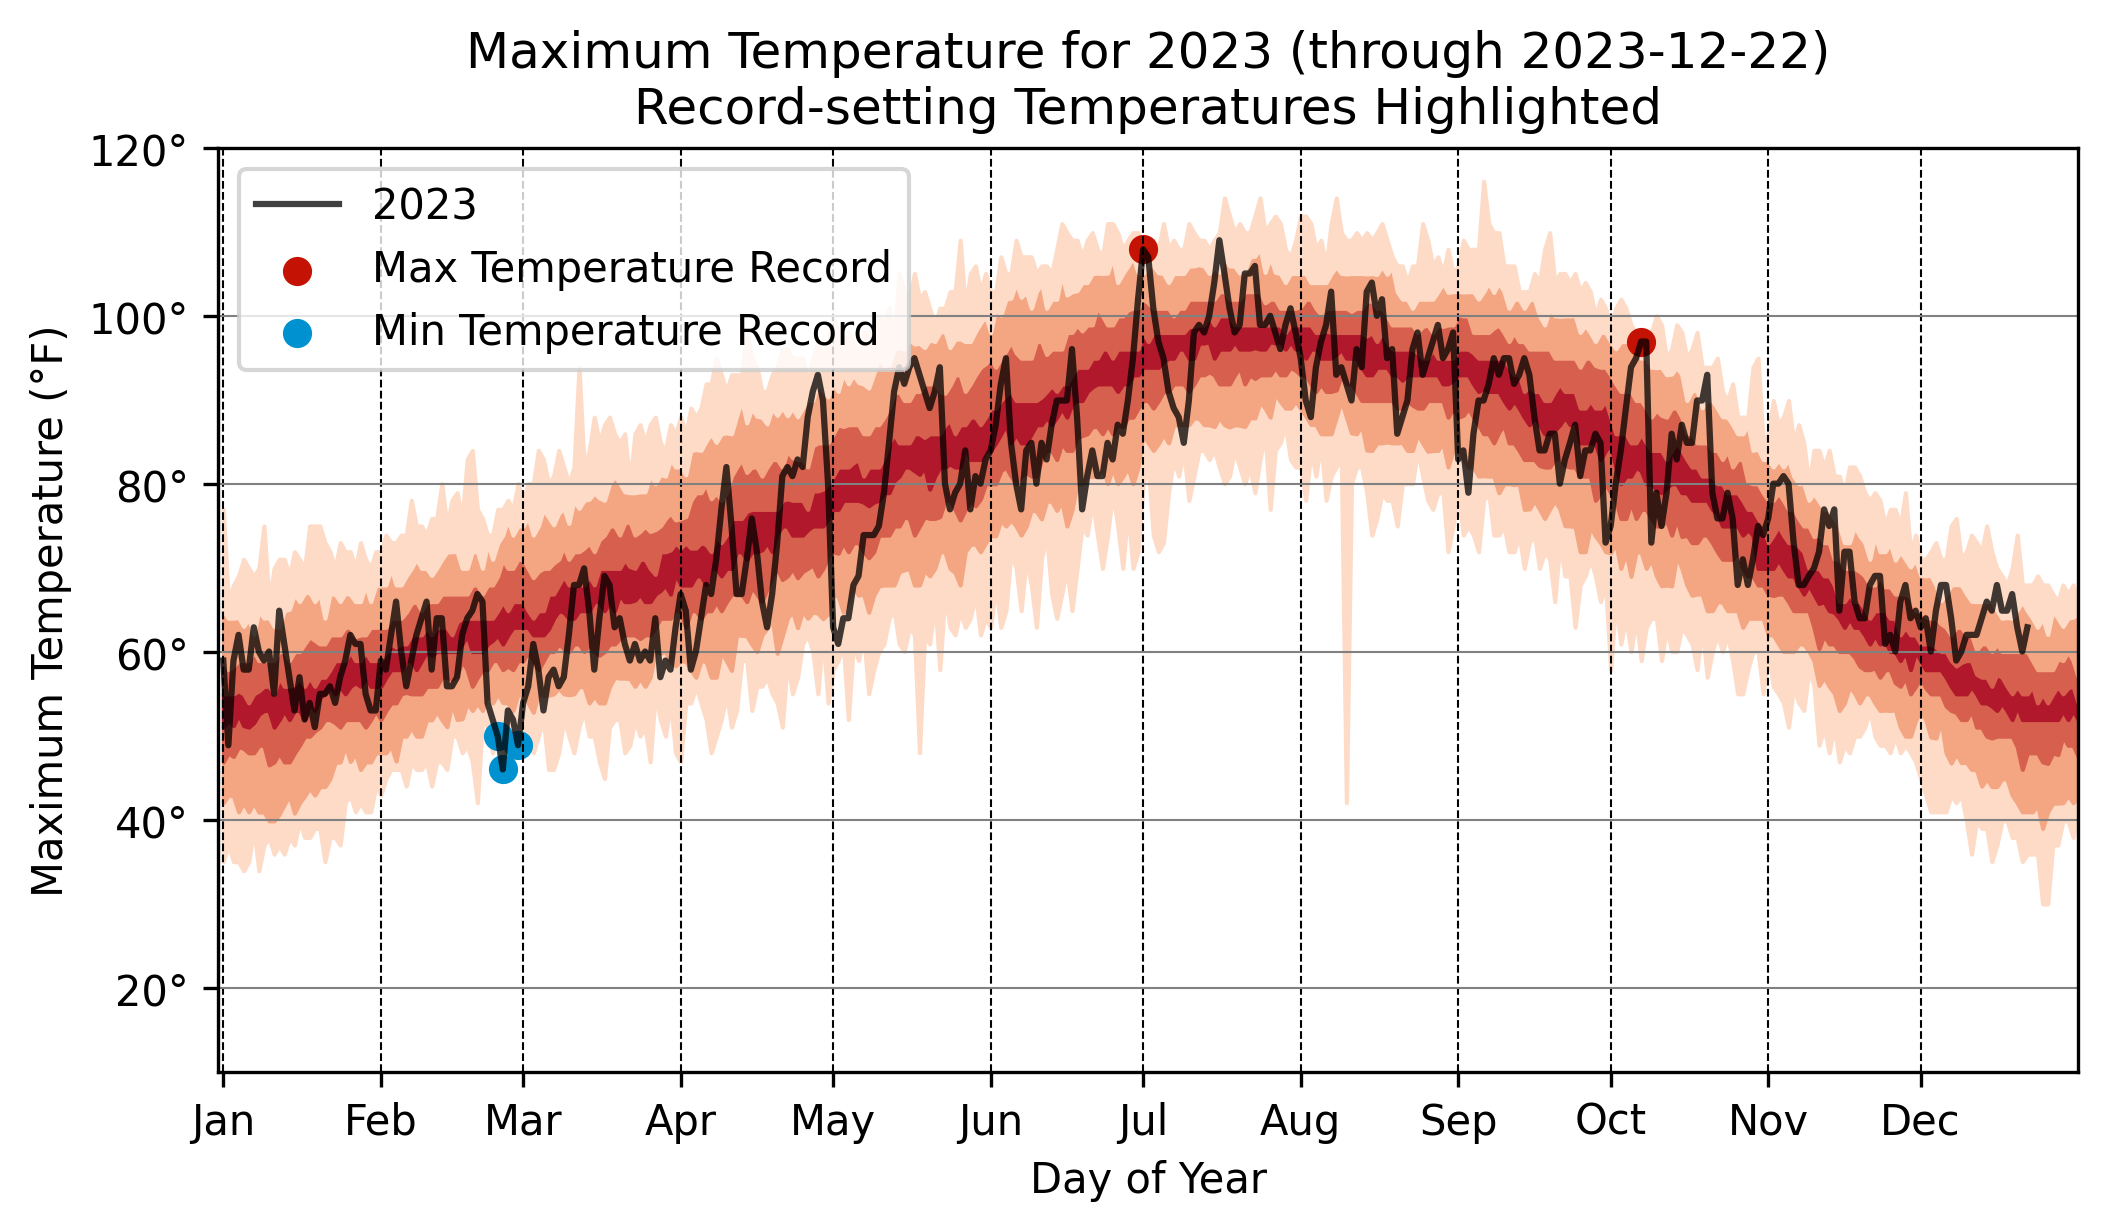 Maximum Temperature for 2023 (through 2023-12-22)
Record-setting Temperatures Highlighted
120°
100°
80°
60°
40°
20°
Maximum Temperature (°F)
2023
Max Temperature Record
Min Temperature Record
Jan Feb Mar Apr May Jun Jul Aug Sep Oct Nov Dec
Day of Year